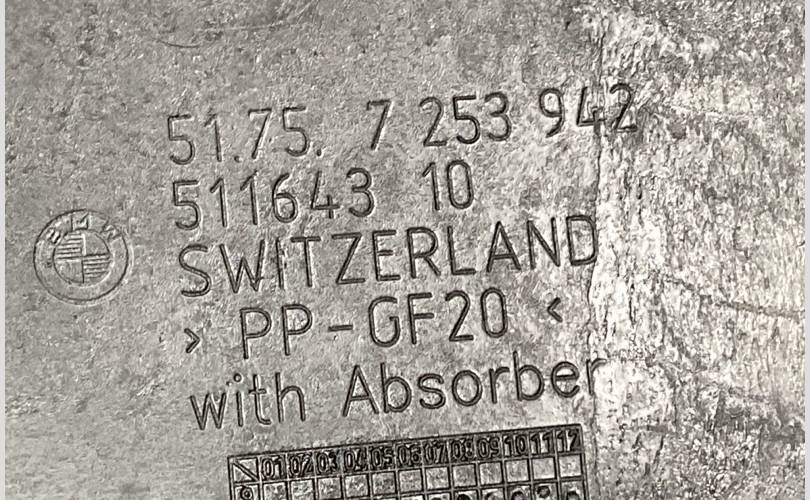 51.75. 7 253 942
511643 10
BMW
SWITZERLAND
> PP-GF20 <
with Absorber
01 02 03 04 05 06 07 08 09 10 11 12